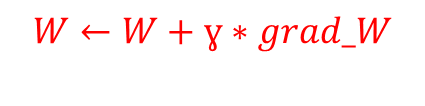 W ← W + ɣ ∗ grad_W